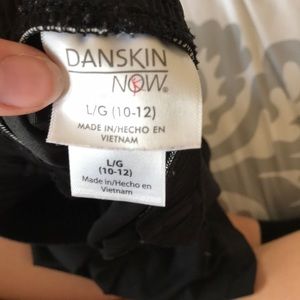 DANSKIN
NOW®
L/G (10-12)
MADE IN/HECHO EN
VIETNAM
L/G
(10-12)
Made in/Hecho en
Vietnam